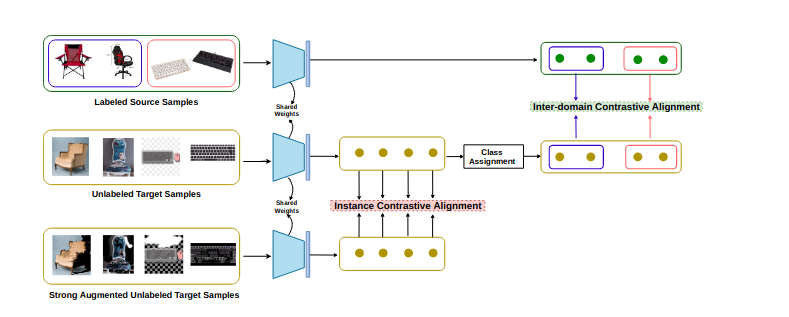 Labeled Source Samples
Shared
Weights
Inter-domain Contrastive Alignment
Class
Assignment
Unlabeled Target Samples
Shared
Weights
Instance Contrastive Alignment
Strong Augmented Unlabeled Target Samples